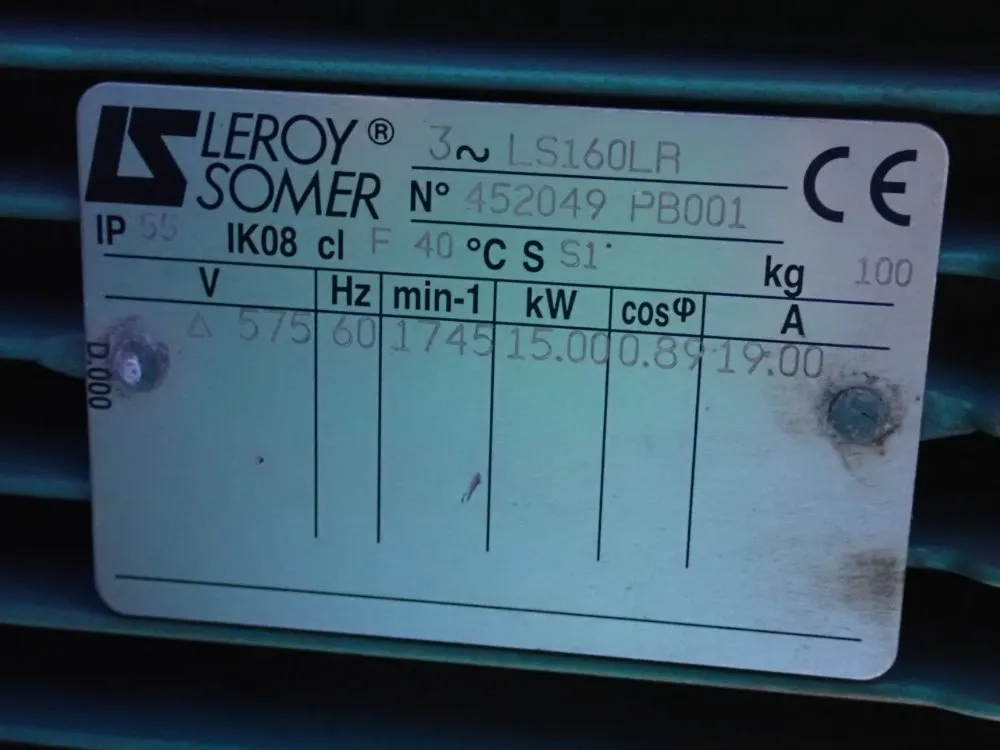 LS LEROY® SOMER
3~ LS160LR
N° 452049 PB001
IP 55 IK08 cl F 40 °C S S1 kg 100
V Hz min-1 kW cosφ A
Δ 575 60 1745 15.00 0.89 19.00
D.000